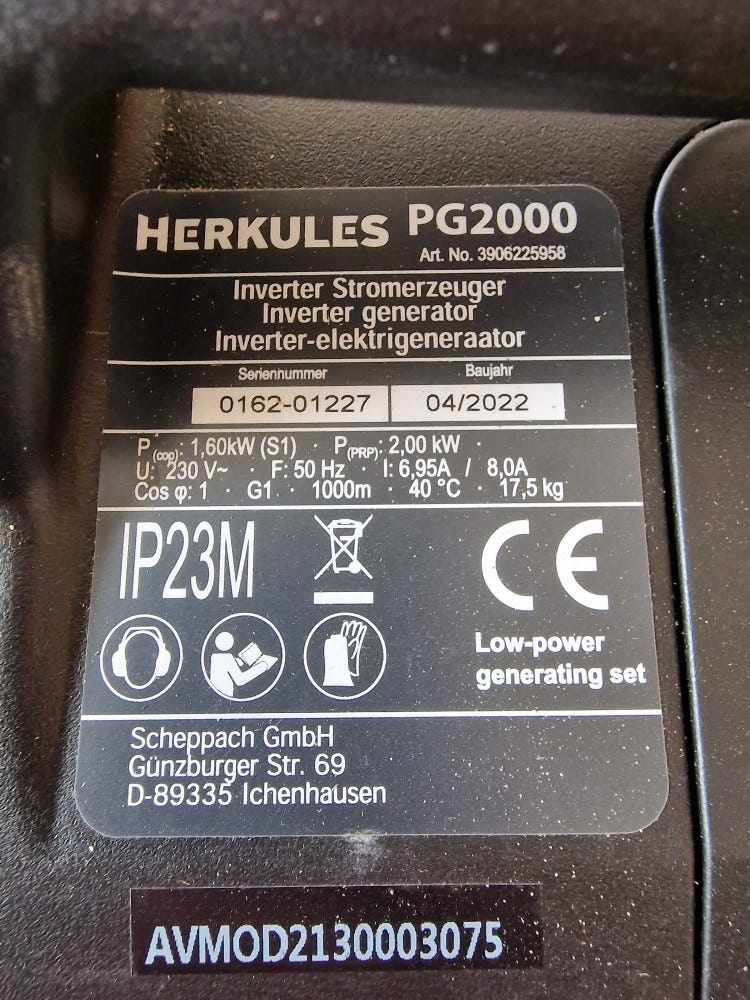 HERKULES PG2000
Art. No. 3906225958
Inverter Stromerzeuger
Inverter generator
Inverter-elektrigeneraator
Seriennummer Baujahr
0162-01227 04/2022
P (cop): 1,60kW (S1) · P(PRP): 2,00 kW ·
U: 230 V~ · F: 50 Hz · I: 6,95A / 8,0A
Cos φ: 1 · G1 · 1000m · 40 °C · 17,5 kg
IP23M
CE
Low-power
generating set
Scheppach GmbH
Günzburger Str. 69
D-89335 Ichenhausen
AVMOD2130003075